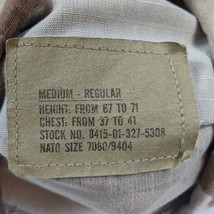 MEDIUM - REGULAR
HEIGHT: FROM 67 TO 71
CHEST: FROM 37 TO 41
STOCK NO. 8415-01-327-5308
NATO SIZE 7080/9404